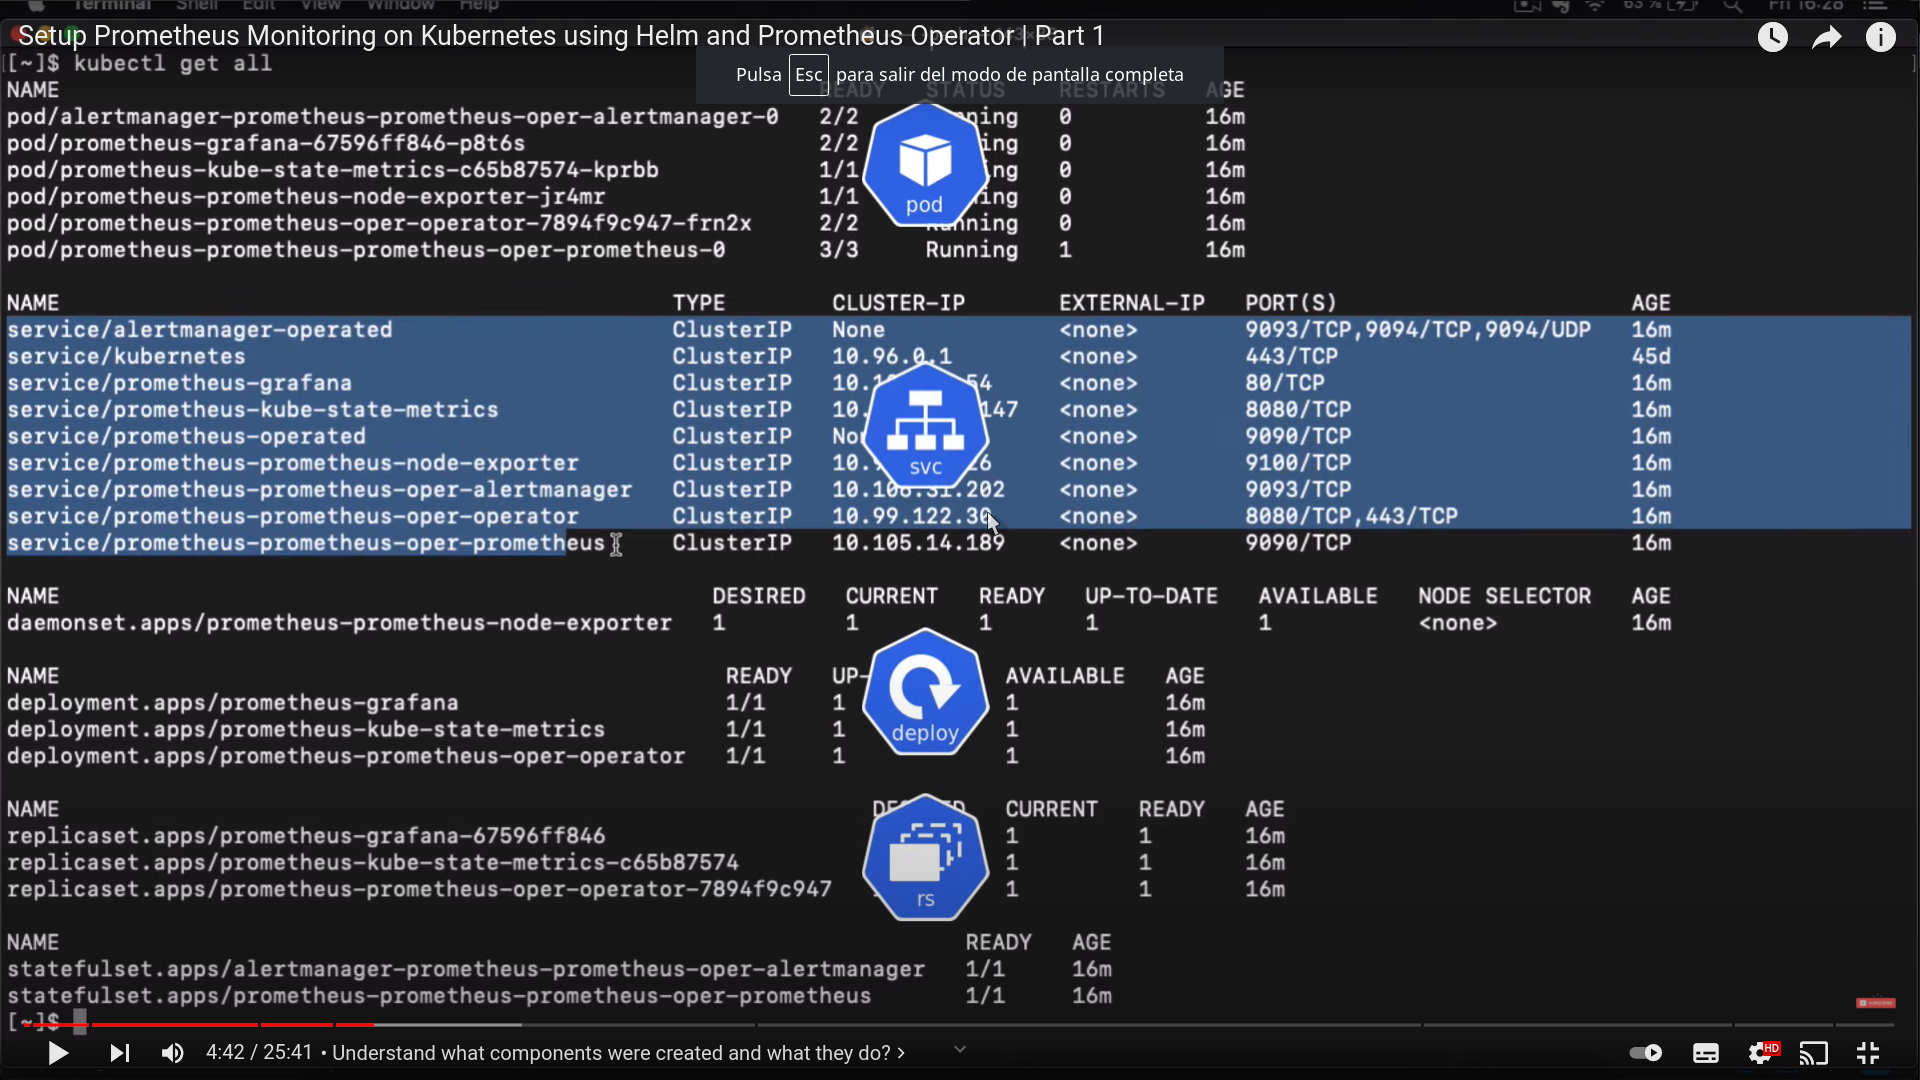 Terminal Shell Edit View Window Help 63 % Fri 16:28
Setup Prometheus Monitoring on Kubernetes using Helm and Prometheus Operator | Part 1
Pulsa Esc para salir del modo de pantalla completa
[~]$ kubectl get all
NAME READY STATUS RESTARTS AGE
pod/alertmanager-prometheus-prometheus-oper-alertmanager-0 2/2 nning 0 16m
pod/prometheus-grafana-67596ff846-p8t6s 2/2 ing 0 16m
pod/prometheus-kube-state-metrics-c65b87574-kprbb 1/1 ng 0 16m
pod/prometheus-prometheus-node-exporter-jr4mr 1/1 ing 0 16m
pod/prometheus-prometheus-oper-operator-7894f9c947-frn2x 2/2 Running 0 16m
pod/prometheus-prometheus-prometheus-oper-prometheus-0 3/3 Running 1 16m
pod
NAME TYPE CLUSTER-IP EXTERNAL-IP PORT(S) AGE
service/alertmanager-operated ClusterIP None <none> 9093/TCP,9094/TCP,9094/UDP 16m
service/kubernetes ClusterIP 10.96.0.1 <none> 443/TCP 45d
service/prometheus-grafana ClusterIP 10.1 54 <none> 80/TCP 16m
service/prometheus-kube-state-metrics ClusterIP 10. 147 <none> 8080/TCP 16m
service/prometheus-operated ClusterIP No <none> 9090/TCP 16m
service/prometheus-prometheus-node-exporter ClusterIP 10.9 6 <none> 9100/TCP 16m
service/prometheus-prometheus-oper-alertmanager ClusterIP 10.106.31.202 <none> 9093/TCP 16m
service/prometheus-prometheus-oper-operator ClusterIP 10.99.122.30 <none> 8080/TCP,443/TCP 16m
service/prometheus-prometheus-oper-prometheus ClusterIP 10.105.14.189 <none> 9090/TCP 16m
svc
NAME DESIRED CURRENT READY UP-TO-DATE AVAILABLE NODE SELECTOR AGE
daemonset.apps/prometheus-prometheus-node-exporter 1 1 1 1 1 <none> 16m
NAME READY UP- AVAILABLE AGE
deployment.apps/prometheus-grafana 1/1 1 1 16m
deployment.apps/prometheus-kube-state-metrics 1/1 1 1 16m
deployment.apps/prometheus-prometheus-oper-operator 1/1 1 1 16m
deploy
NAME DESIRED CURRENT READY AGE
replicaset.apps/prometheus-grafana-67596ff846 1 1 16m
replicaset.apps/prometheus-kube-state-metrics-c65b87574 1 1 16m
replicaset.apps/prometheus-prometheus-oper-operator-7894f9c947 1 1 16m
rs
NAME READY AGE
statefulset.apps/alertmanager-prometheus-prometheus-oper-alertmanager 1/1 16m
statefulset.apps/prometheus-prometheus-prometheus-oper-prometheus 1/1 16m
[~]$
4:42 / 25:41 • Understand what components were created and what they do? HD